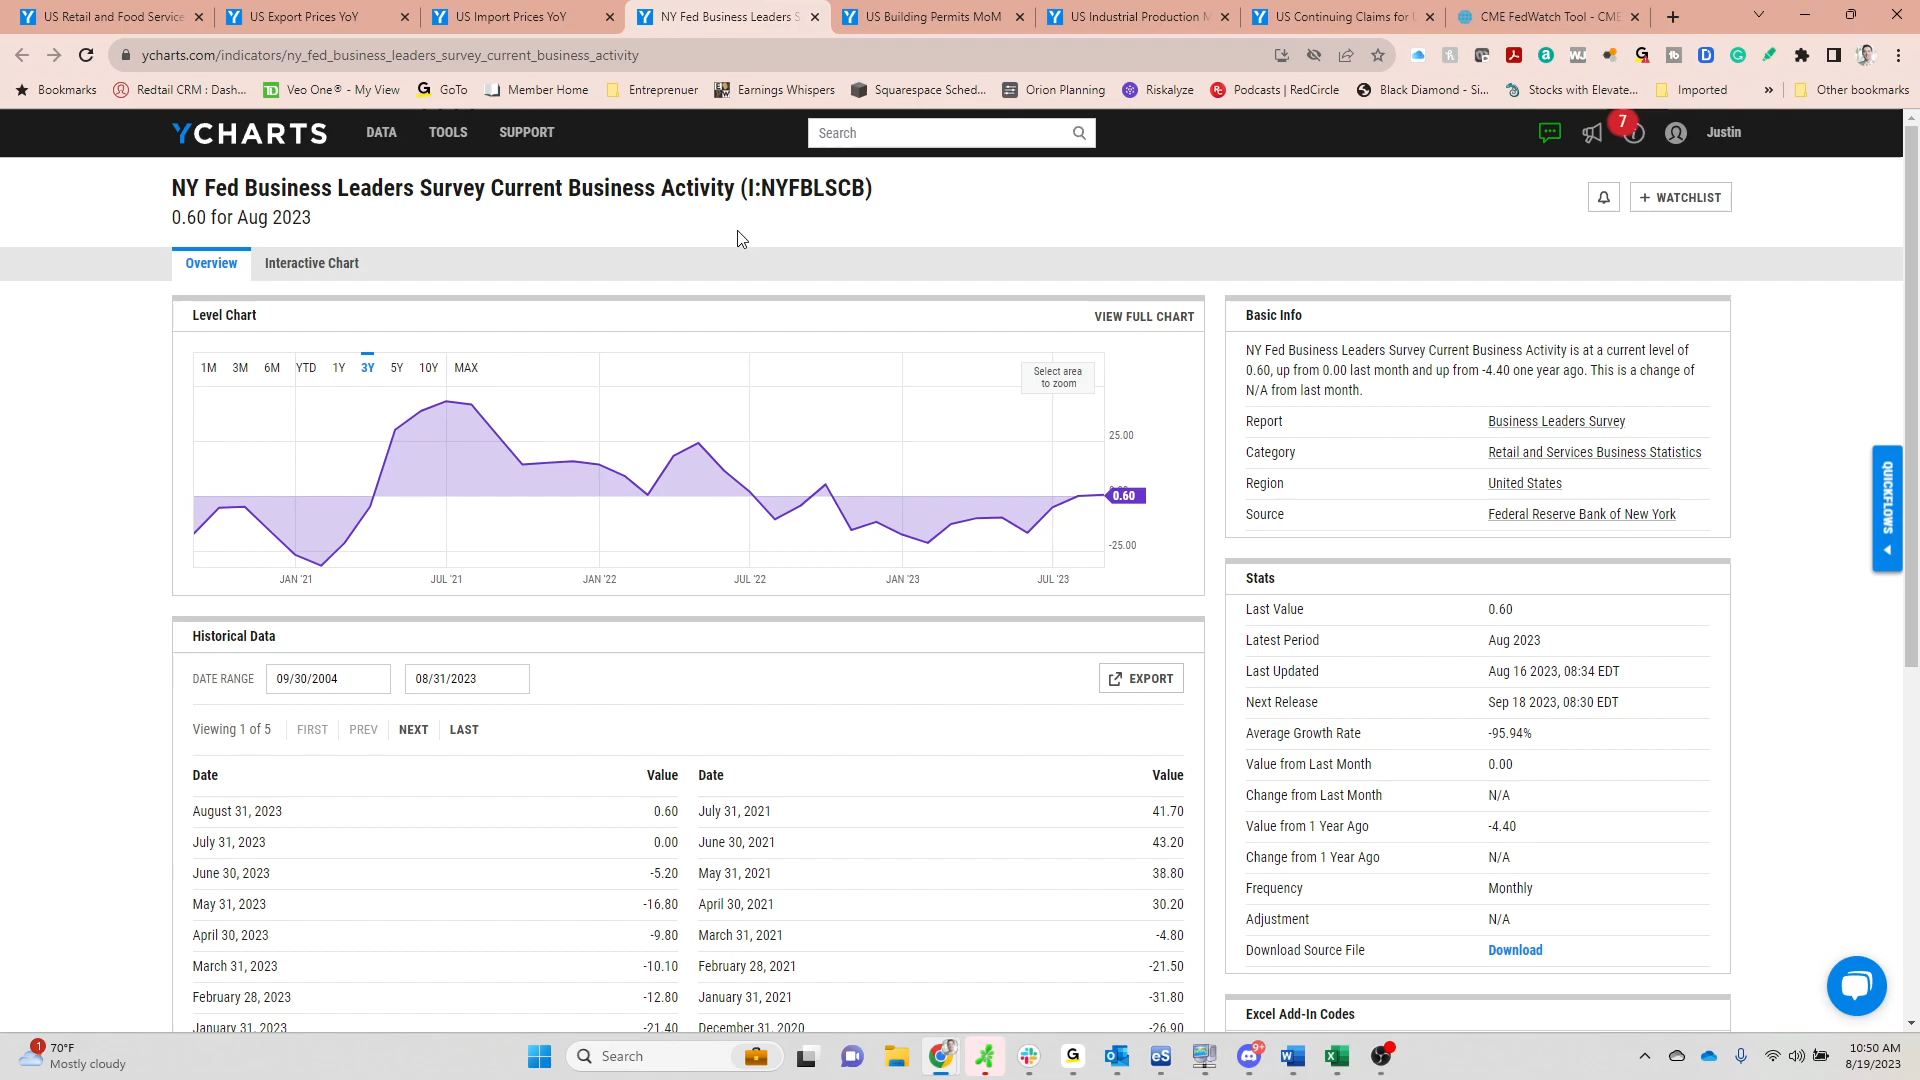 US Retail and Food Service
US Export Prices YoY
US Import Prices YoY
NY Fed Business Leaders S
US Building Permits MoM
US Industrial Production M
US Continuing Claims for U
CME FedWatch Tool - CME
ycharts.com/indicators/ny_fed_business_leaders_survey_current_business_activity
Bookmarks
Redtail CRM : Dash...
Veo One® - My View
GoTo
Member Home
Entreprenuer
Earnings Whispers
Squarespace Sched...
Orion Planning
Riskalyze
Podcasts | RedCircle
Black Diamond - Si...
Stocks with Elevate...
Imported
»
Other bookmarks
YCHARTS
DATA
TOOLS
SUPPORT
Search
7
Justin
NY Fed Business Leaders Survey Current Business Activity (I:NYFBLSCB)
0.60 for Aug 2023
+ WATCHLIST
Overview
Interactive Chart
Level Chart
VIEW FULL CHART
1M 3M 6M YTD 1Y 3Y 5Y 10Y MAX
Select area
to zoom
25.00
0.60
-25.00
JAN '21 JUL '21 JAN '22 JUL '22 JAN '23 JUL '23
Historical Data
DATE RANGE 09/30/2004 08/31/2023
EXPORT
Viewing 1 of 5 FIRST PREV NEXT LAST
Date Value Date Value
August 31, 2023 0.60 July 31, 2021 41.70
July 31, 2023 0.00 June 30, 2021 43.20
June 30, 2023 -5.20 May 31, 2021 38.80
May 31, 2023 -16.80 April 30, 2021 30.20
April 30, 2023 -9.80 March 31, 2021 -4.80
March 31, 2023 -10.10 February 28, 2021 -21.50
February 28, 2023 -12.80 January 31, 2021 -31.80
January 31, 2023 -21.40 December 31, 2020 -26.90
Basic Info
NY Fed Business Leaders Survey Current Business Activity is at a current level of
0.60, up from 0.00 last month and up from -4.40 one year ago. This is a change of
N/A from last month.
Report Business Leaders Survey
Category Retail and Services Business Statistics
Region United States
Source Federal Reserve Bank of New York
QUICKFLOWS
Stats
Last Value 0.60
Latest Period Aug 2023
Last Updated Aug 16 2023, 08:34 EDT
Next Release Sep 18 2023, 08:30 EDT
Average Growth Rate -95.94%
Value from Last Month 0.00
Change from Last Month N/A
Value from 1 Year Ago -4.40
Change from 1 Year Ago N/A
Frequency Monthly
Adjustment N/A
Download Source File Download
Excel Add-In Codes
1
70°F
Mostly cloudy
Search
9+
10:50 AM
8/19/2023